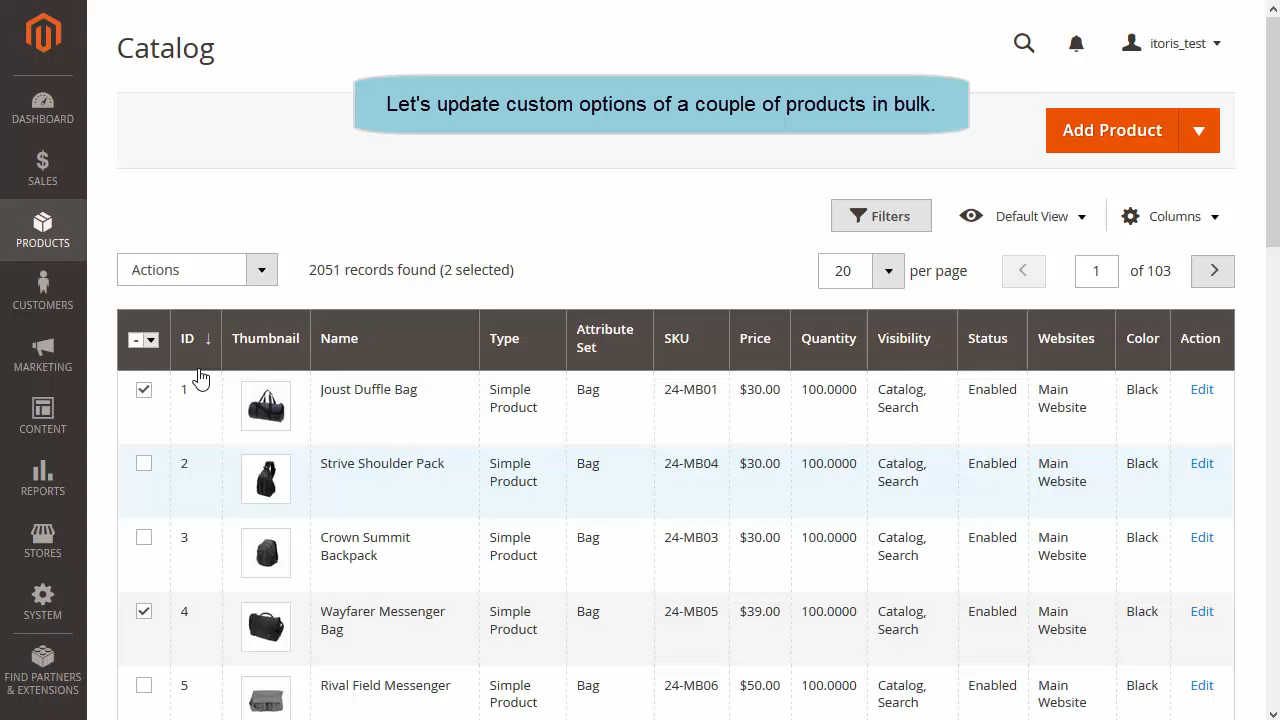 Catalog
itoris_test
Let's update custom options of a couple of products in bulk.
Add Product
DASHBOARD
SALES
PRODUCTS
CUSTOMERS
MARKETING
CONTENT
REPORTS
STORES
SYSTEM
FIND PARTNERS
& EXTENSIONS
Filters
Default View
Columns
Actions
2051 records found (2 selected)
20
per page
1
of 103
- ID ↓ Thumbnail Name Type Attribute Set SKU Price Quantity Visibility Status Websites Color Action
1 Joust Duffle Bag Simple Product Bag 24-MB01 $30.00 100.0000 Catalog, Search Enabled Main Website Black Edit
2 Strive Shoulder Pack Simple Product Bag 24-MB04 $30.00 100.0000 Catalog, Search Enabled Main Website Black Edit
3 Crown Summit Backpack Simple Product Bag 24-MB03 $30.00 100.0000 Catalog, Search Enabled Main Website Black Edit
4 Wayfarer Messenger Bag Simple Product Bag 24-MB05 $39.00 100.0000 Catalog, Search Enabled Main Website Black Edit
5 Rival Field Messenger Simple Product Bag 24-MB06 $50.00 100.0000 Catalog, Search Enabled Main Website Black Edit